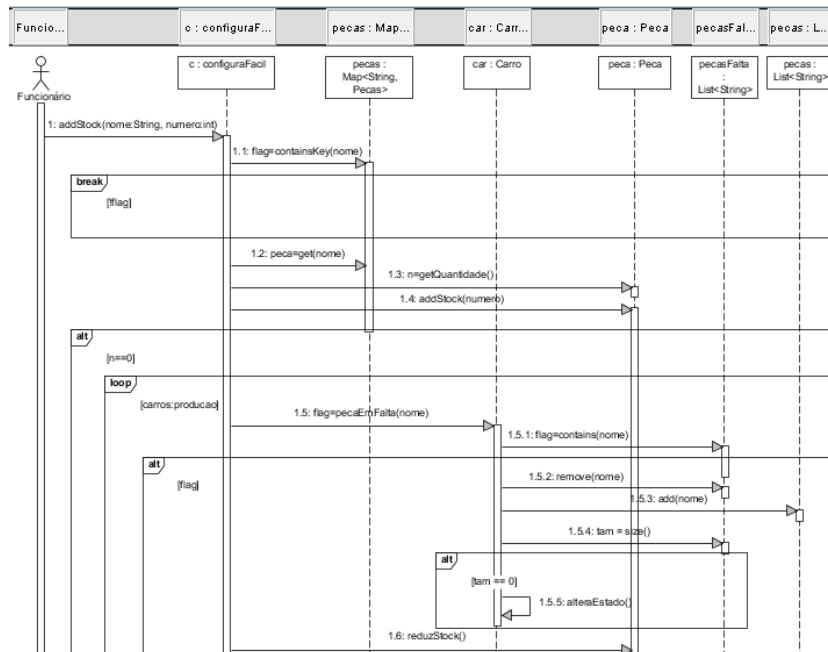 Funcio...
c : configuraF...
pecas : Map...
car : Carr...
peca : Peca
pecasFal...
pecas : L...
Funcionário
c : configuraFacil
pecas :
Map<String,
Pecas>
car : Carro
peca : Peca
pecasFalta
:
List<String>
pecas :
List<String>
1: addStock(nome:String, numero:int)
1.1: flag=containsKey(nome)
break
[!flag]
1.2: peca=get(nome)
1.3: n=getQuantidade()
1.4: addStock(numero)
alt
[n==0]
loop
[carros:producao]
1.5: flag=pecaEmFalta(nome)
1.5.1: flag=contains(nome)
alt
[flag]
1.5.2: remove(nome)
1.5.3: add(nome)
1.5.4: tam = size()
alt
[tam == 0]
1.5.5: alteraEstado()
1.6: reduzStock()